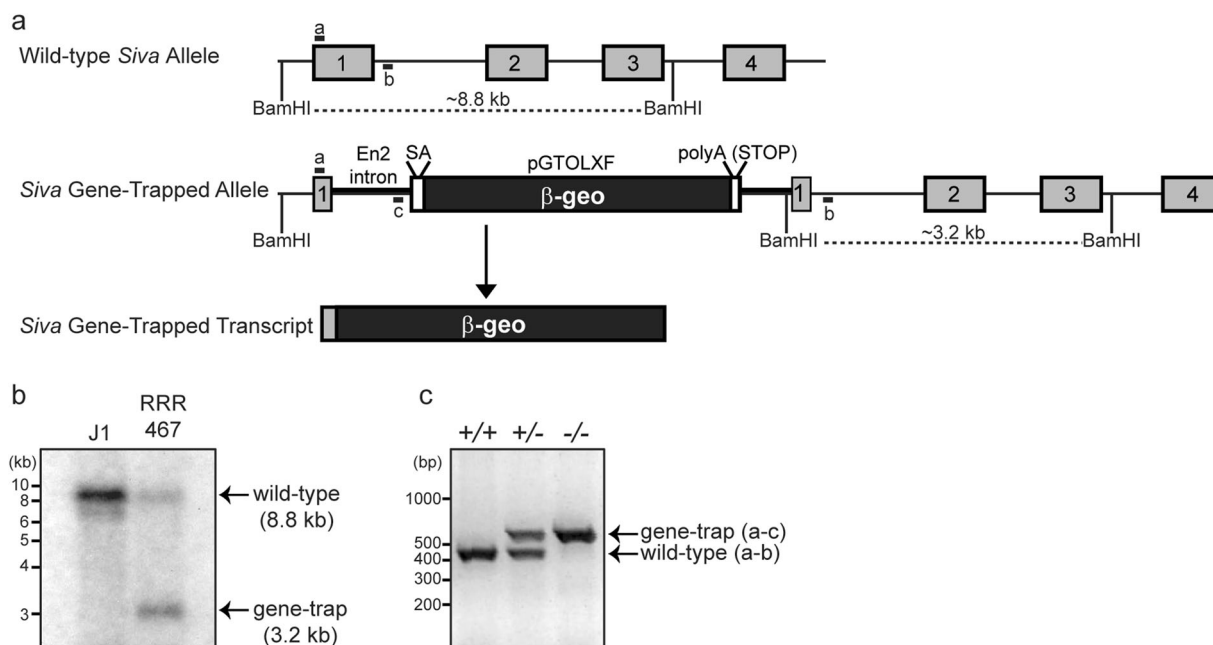 a
Wild-type Siva Allele
a
1
b
2
3
4
BamHI
~8.8 kb
BamHI
Siva Gene-Trapped Allele
a
1
En2
intron
c
SA
pGTOLXF
polyA (STOP)
β-geo
1
b
2
3
4
BamHI
BamHI
~3.2 kb
BamHI
Siva Gene-Trapped Transcript
β-geo
b
J1
RRR
467
(kb)
10
8
6
5
4
3
wild-type
(8.8 kb)
gene-trap
(3.2 kb)
c
+/+
+/-
-/-
(bp)
1000
500
400
300
200
gene-trap (a-c)
wild-type (a-b)